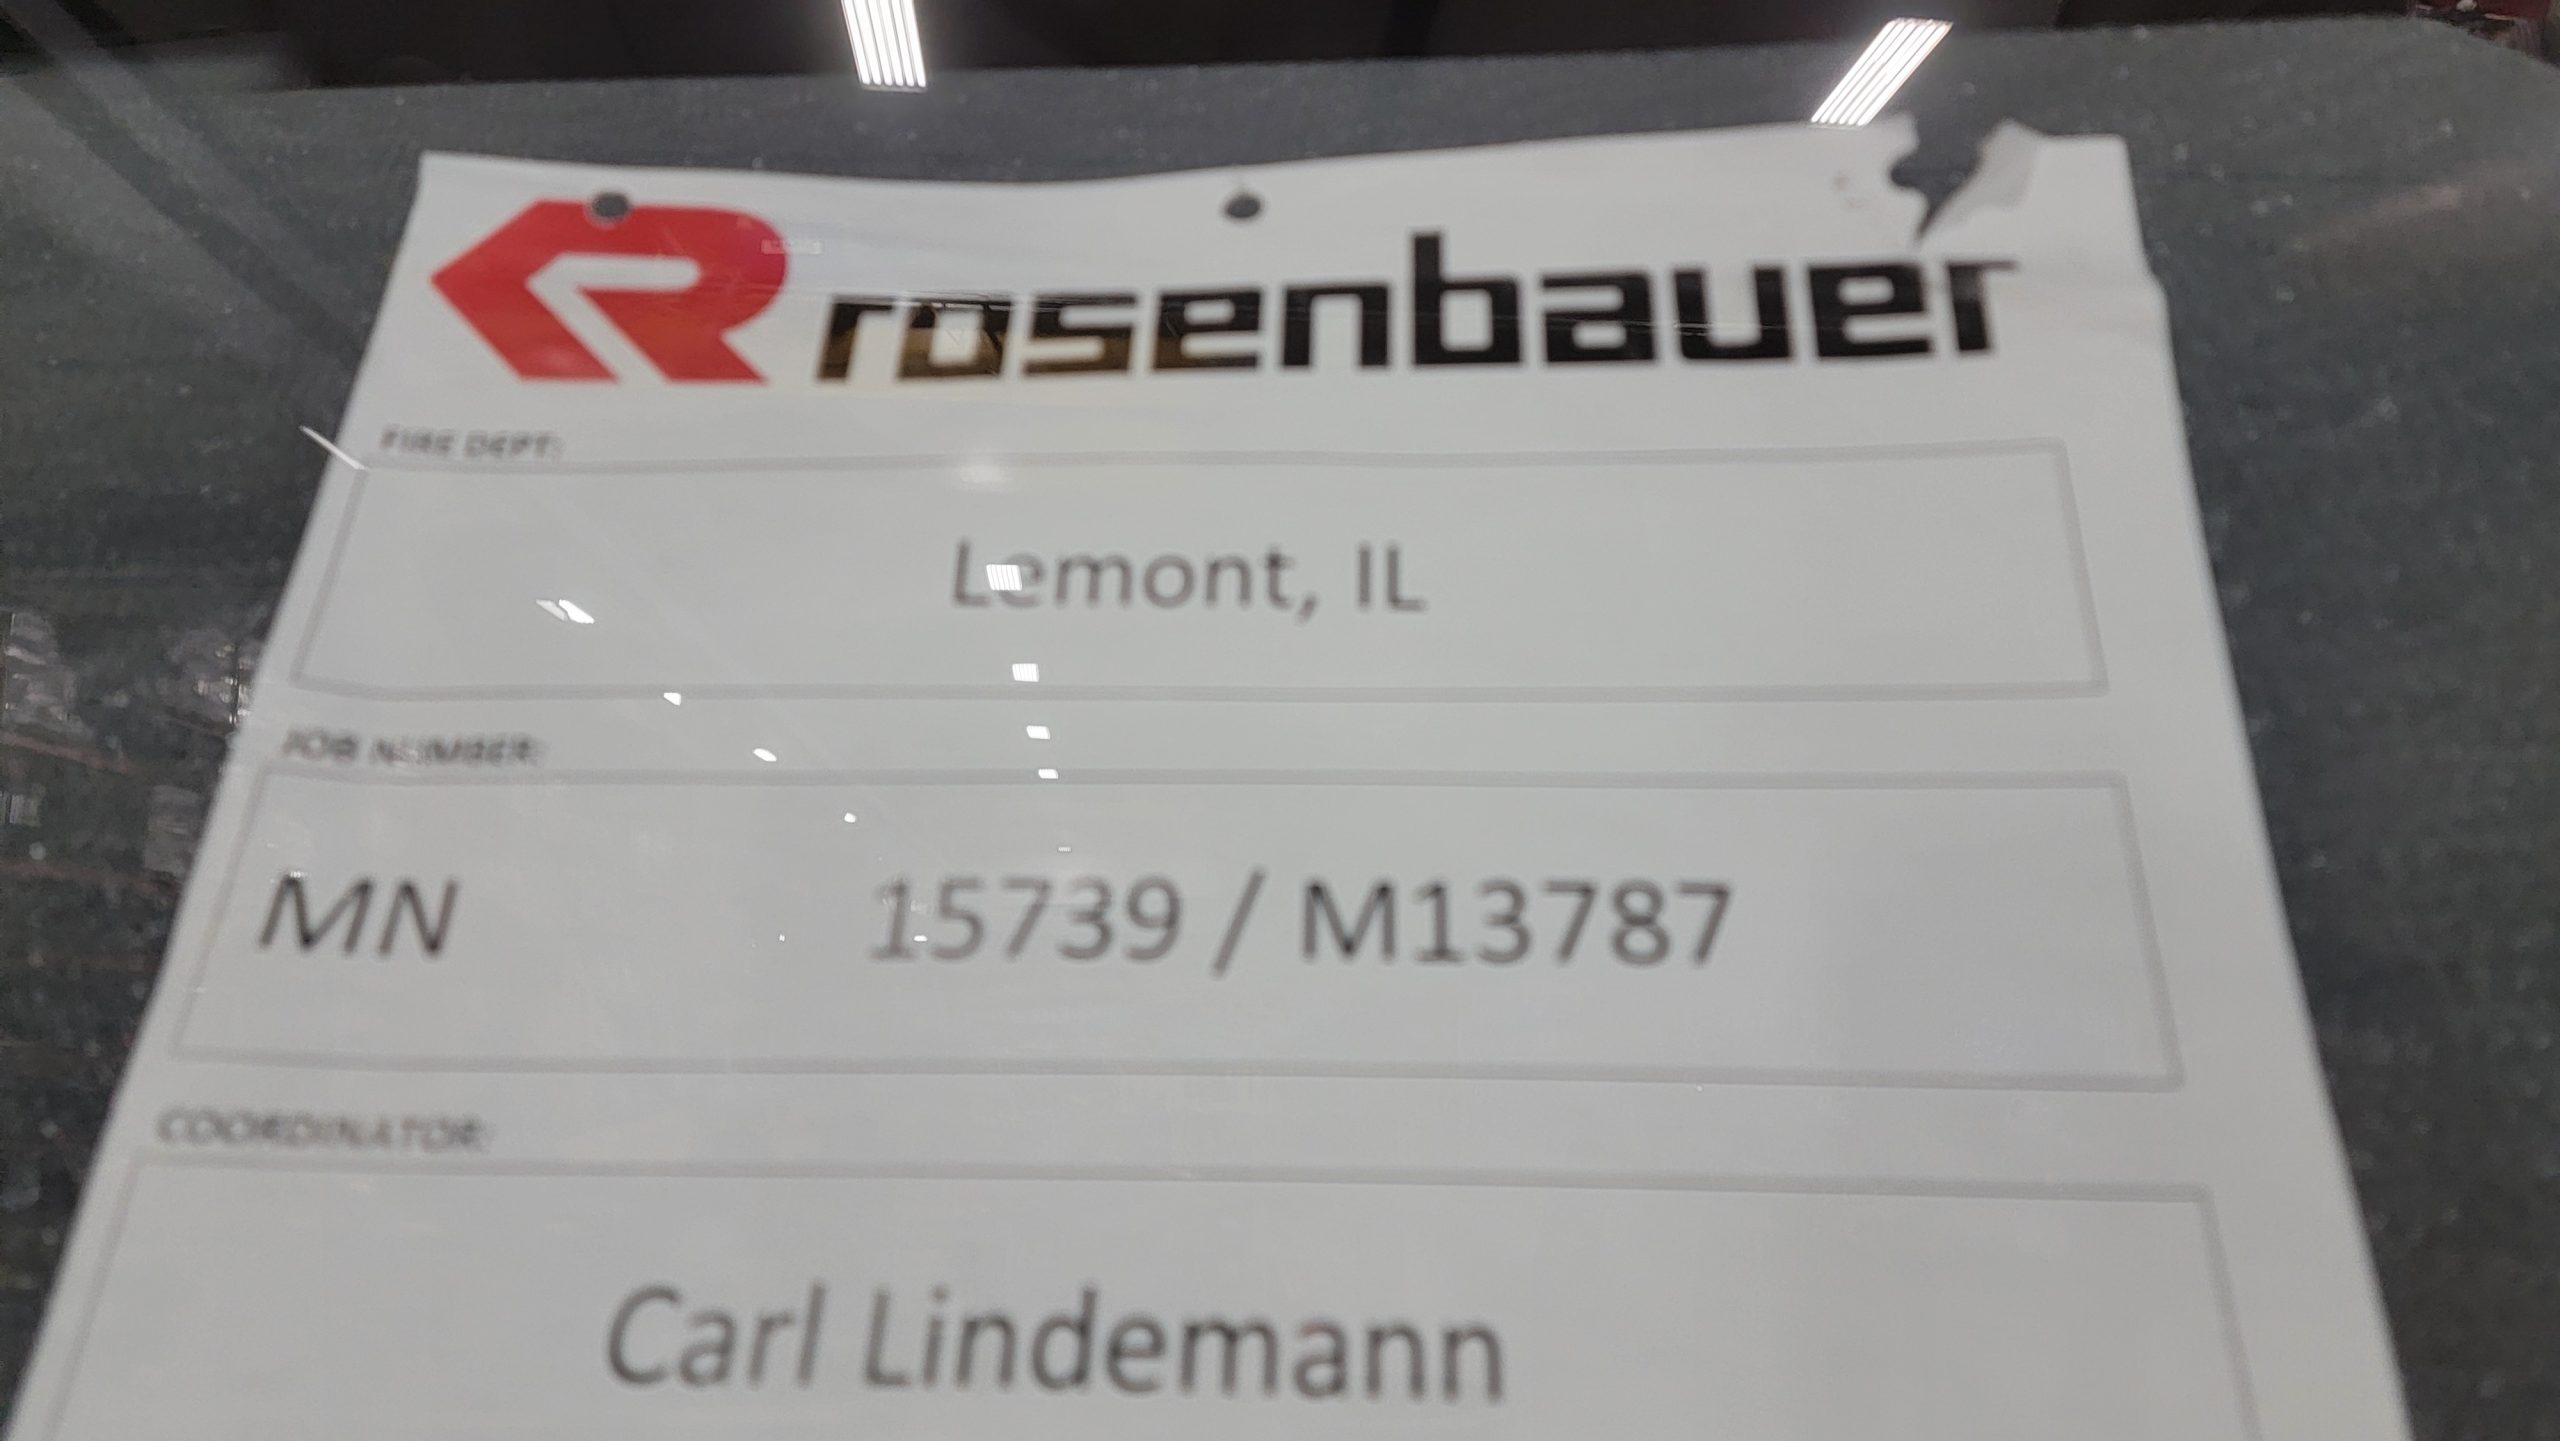 rosenbauer
FIRE DEPT:
Lemont, IL
JOB NUMBER:
MN 15739 / M13787
COORDINATOR:
Carl Lindemann